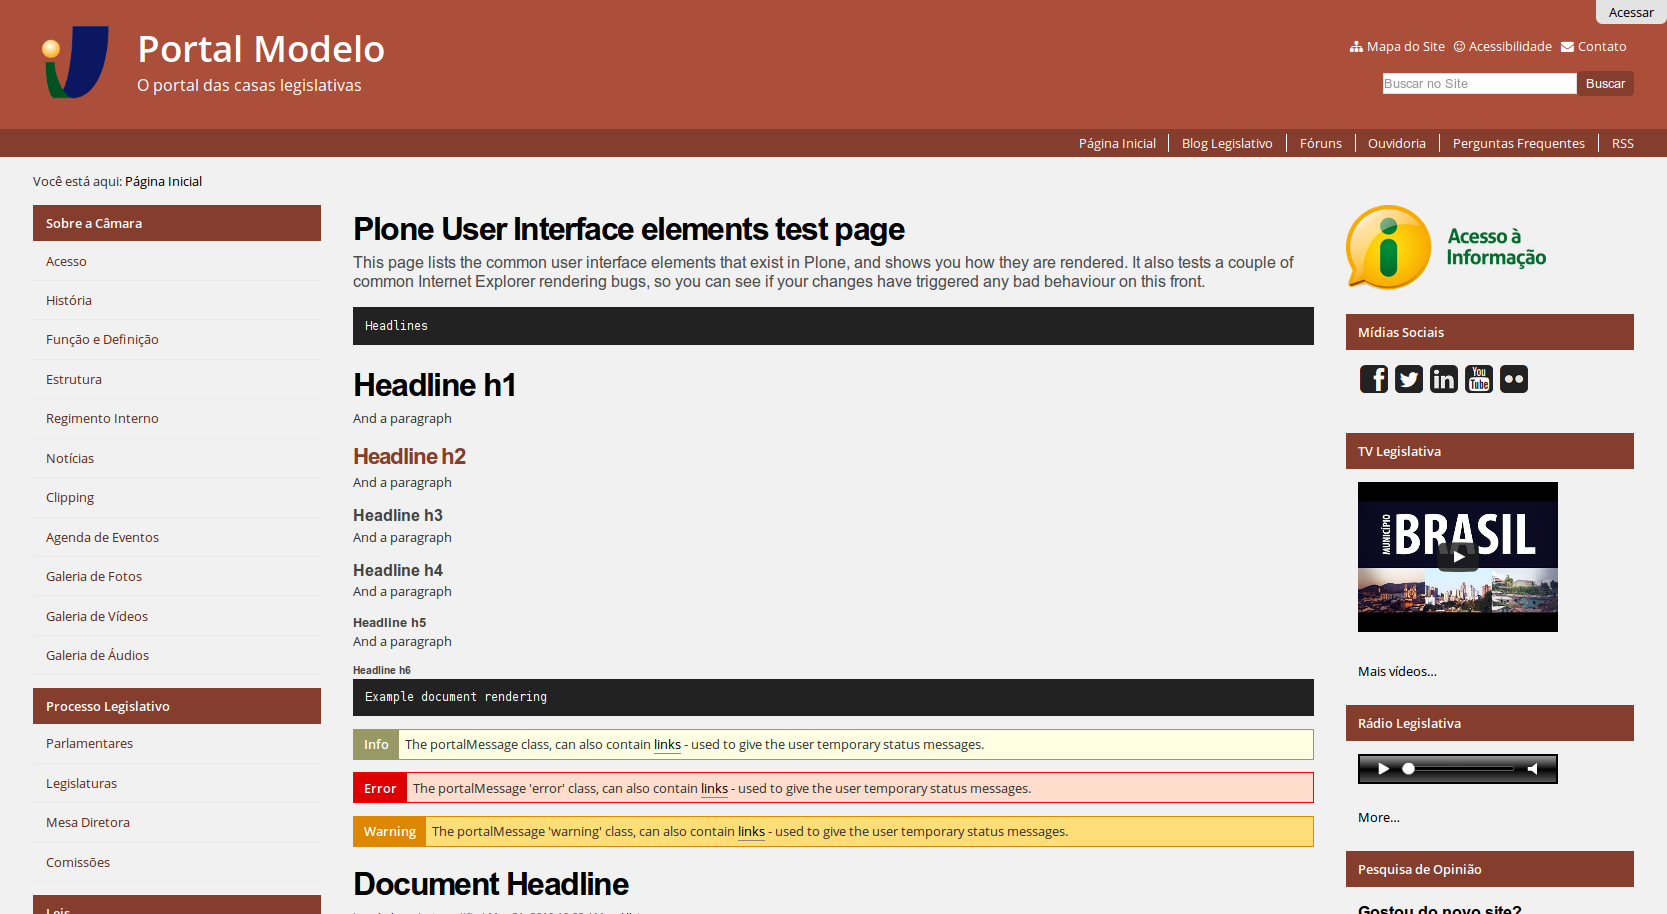 Acessar
Portal Modelo
O portal das casas legislativas
Mapa do Site Acessibilidade Contato
Buscar no Site Buscar
Página Inicial Blog Legislativo Fóruns Ouvidoria Perguntas Frequentes RSS
Você está aqui: Página Inicial
Sobre a Câmara
Acesso
História
Função e Definição
Estrutura
Regimento Interno
Notícias
Clipping
Agenda de Eventos
Galeria de Fotos
Galeria de Vídeos
Galeria de Áudios
Processo Legislativo
Parlamentares
Legislaturas
Mesa Diretora
Comissões
Leis
Plone User Interface elements test page
This page lists the common user interface elements that exist in Plone, and shows you how they are rendered. It also tests a couple of
common Internet Explorer rendering bugs, so you can see if your changes have triggered any bad behaviour on this front.
Headlines
Headline h1
And a paragraph
Headline h2
And a paragraph
Headline h3
And a paragraph
Headline h4
And a paragraph
Headline h5
And a paragraph
Headline h6
Example document rendering
Info The portalMessage class, can also contain links - used to give the user temporary status messages.
Error The portalMessage 'error' class, can also contain links - used to give the user temporary status messages.
Warning The portalMessage 'warning' class, can also contain links - used to give the user temporary status messages.
Document Headline
Acesso à
Informação
Mídias Sociais
You
Tube
TV Legislativa
MUNICÍPIO
BRASIL
Mais vídeos...
Rádio Legislativa
More...
Pesquisa de Opinião
Gostou do novo site?